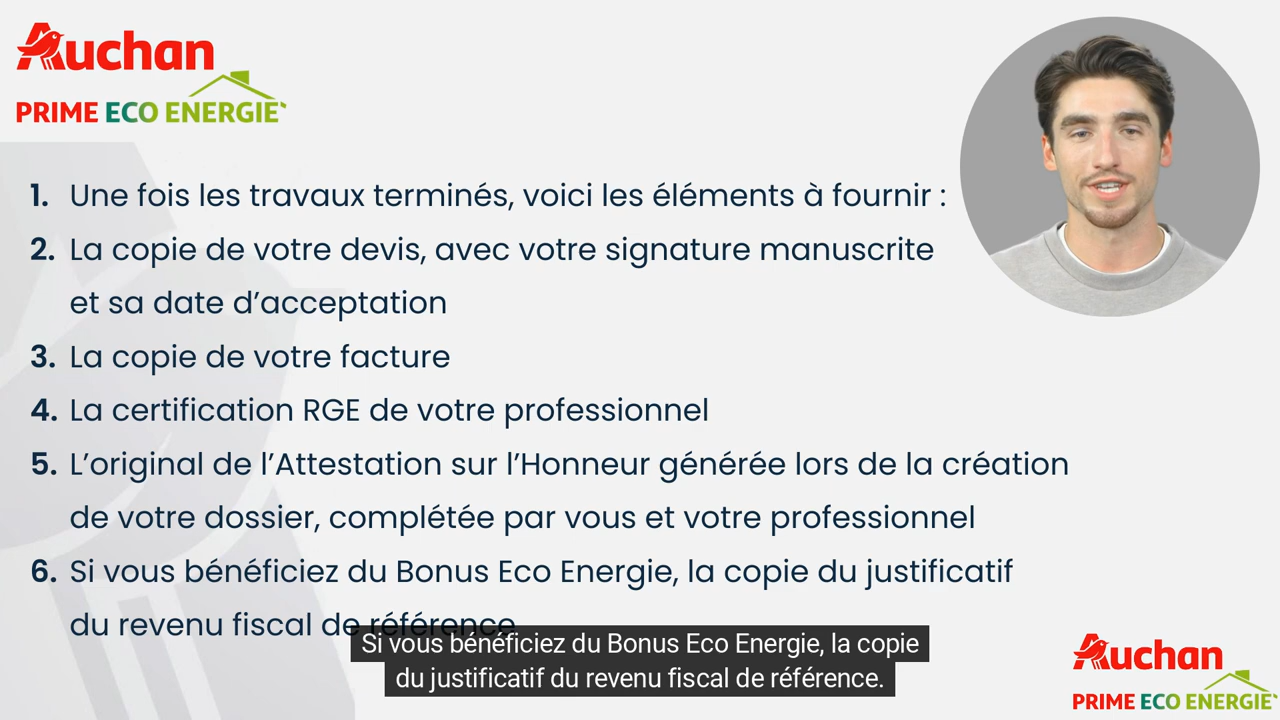 Auchan
PRIME ECO ENERGIE
1. Une fois les travaux terminés, voici les éléments à fournir :
2. La copie de votre devis, avec votre signature manuscrite
et sa date d’acceptation
3. La copie de votre facture
4. La certification RGE de votre professionnel
5. L’original de l’Attestation sur l’Honneur générée lors de la création
de votre dossier, complétée par vous et votre professionnel
6. Si vous bénéficiez du Bonus Eco Energie, la copie du justificatif
du revenu fiscal de référence
Si vous bénéficiez du Bonus Eco Energie, la copie
du justificatif du revenu fiscal de référence.
Auchan
PRIME ECO ENERGIE